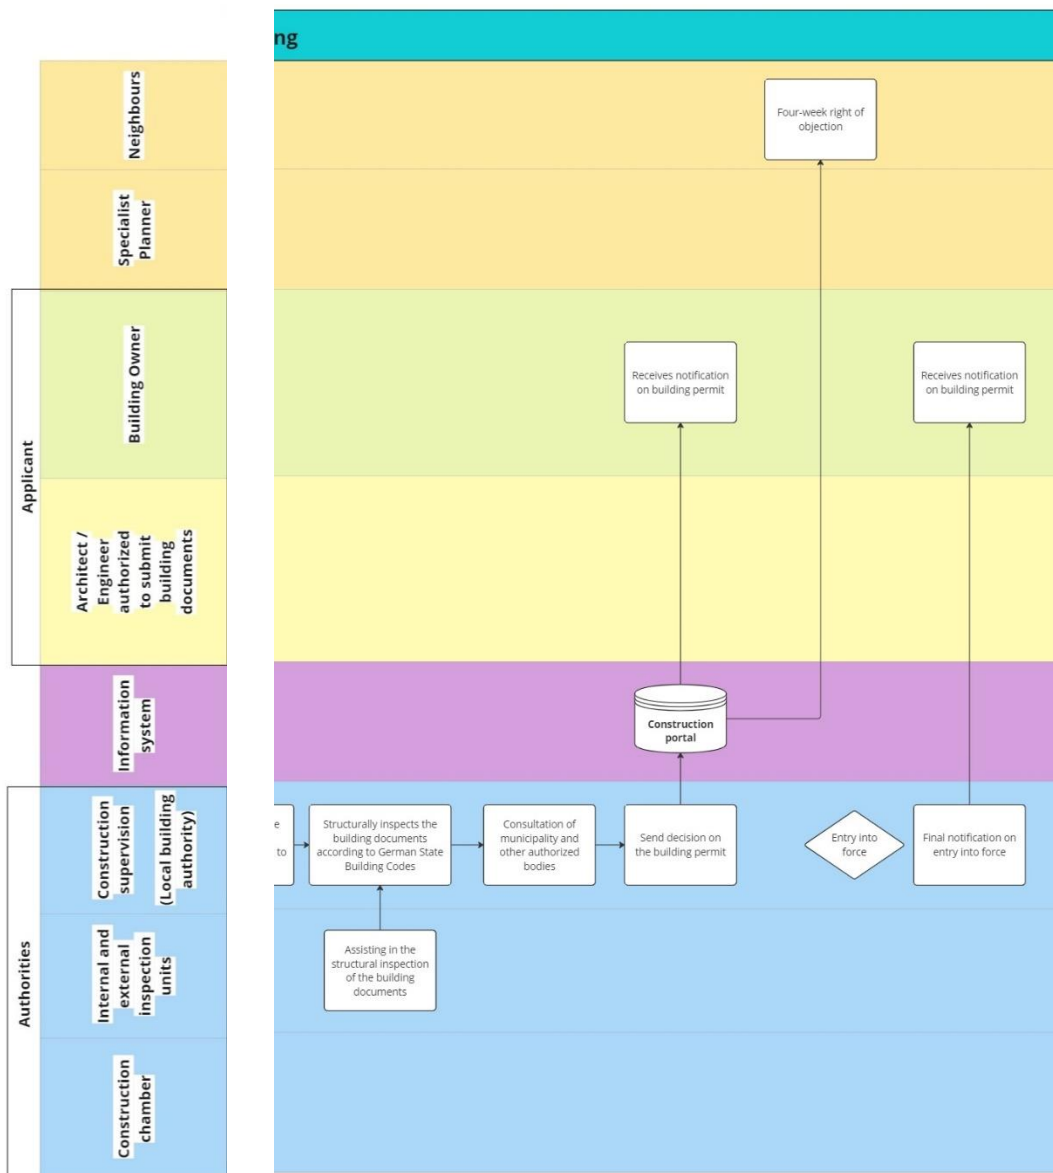 ng
Neighbours
Four-week right of
objection
Specialist
Planner
Applicant
Building Owner
Receives notification
on building permit
Receives notification
on building permit
Architect /
Engineer
authorized
to submit
building
documents
Information
system
Construction
portal
Authorities
Construction
supervision
(Local building
authority)
e
to
Structurally inspects the
building documents
according to German State
Building Codes
Consultation of
municipality and
other authorized
bodies
Send decision on
the building permit
Entry into
force
Final notification on
entry into force
Internal and
external
inspection
units
Assisting in the
structural inspection
of the building
documents
Construction
chamber